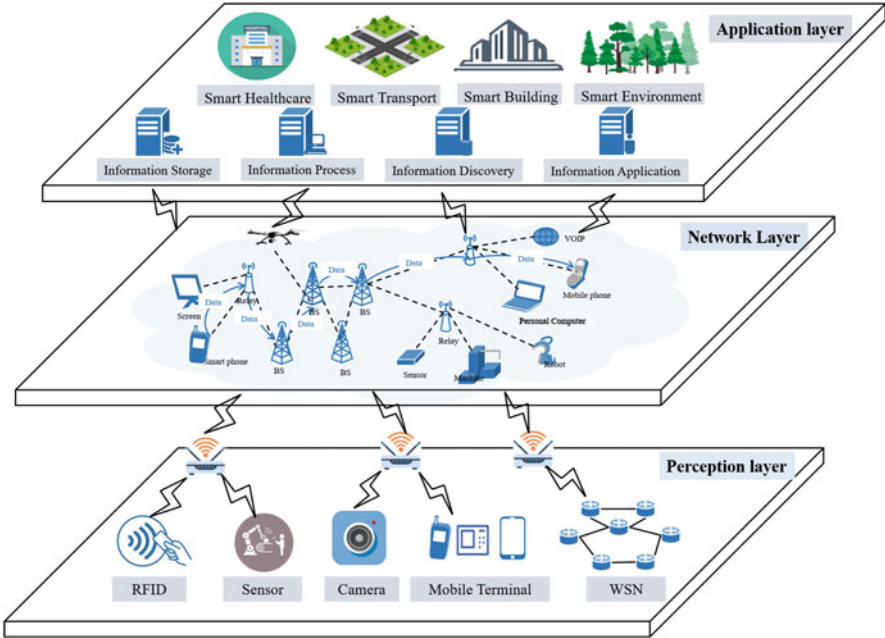 Application layer
Smart Healthcare
Smart Transport
Smart Building
Smart Environment
Information Storage
Information Process
Information Discovery
Information Application
Network Layer
VOIP
Data
Data
Data
Data
Mobile phone
Screen
Data
Relay
BS
BS
Personal Computer
Data
Data
Relay
Smart phone
BS
BS
Sensor
Machine
Robot
Perception layer
RFID
Sensor
Camera
Mobile Terminal
WSN